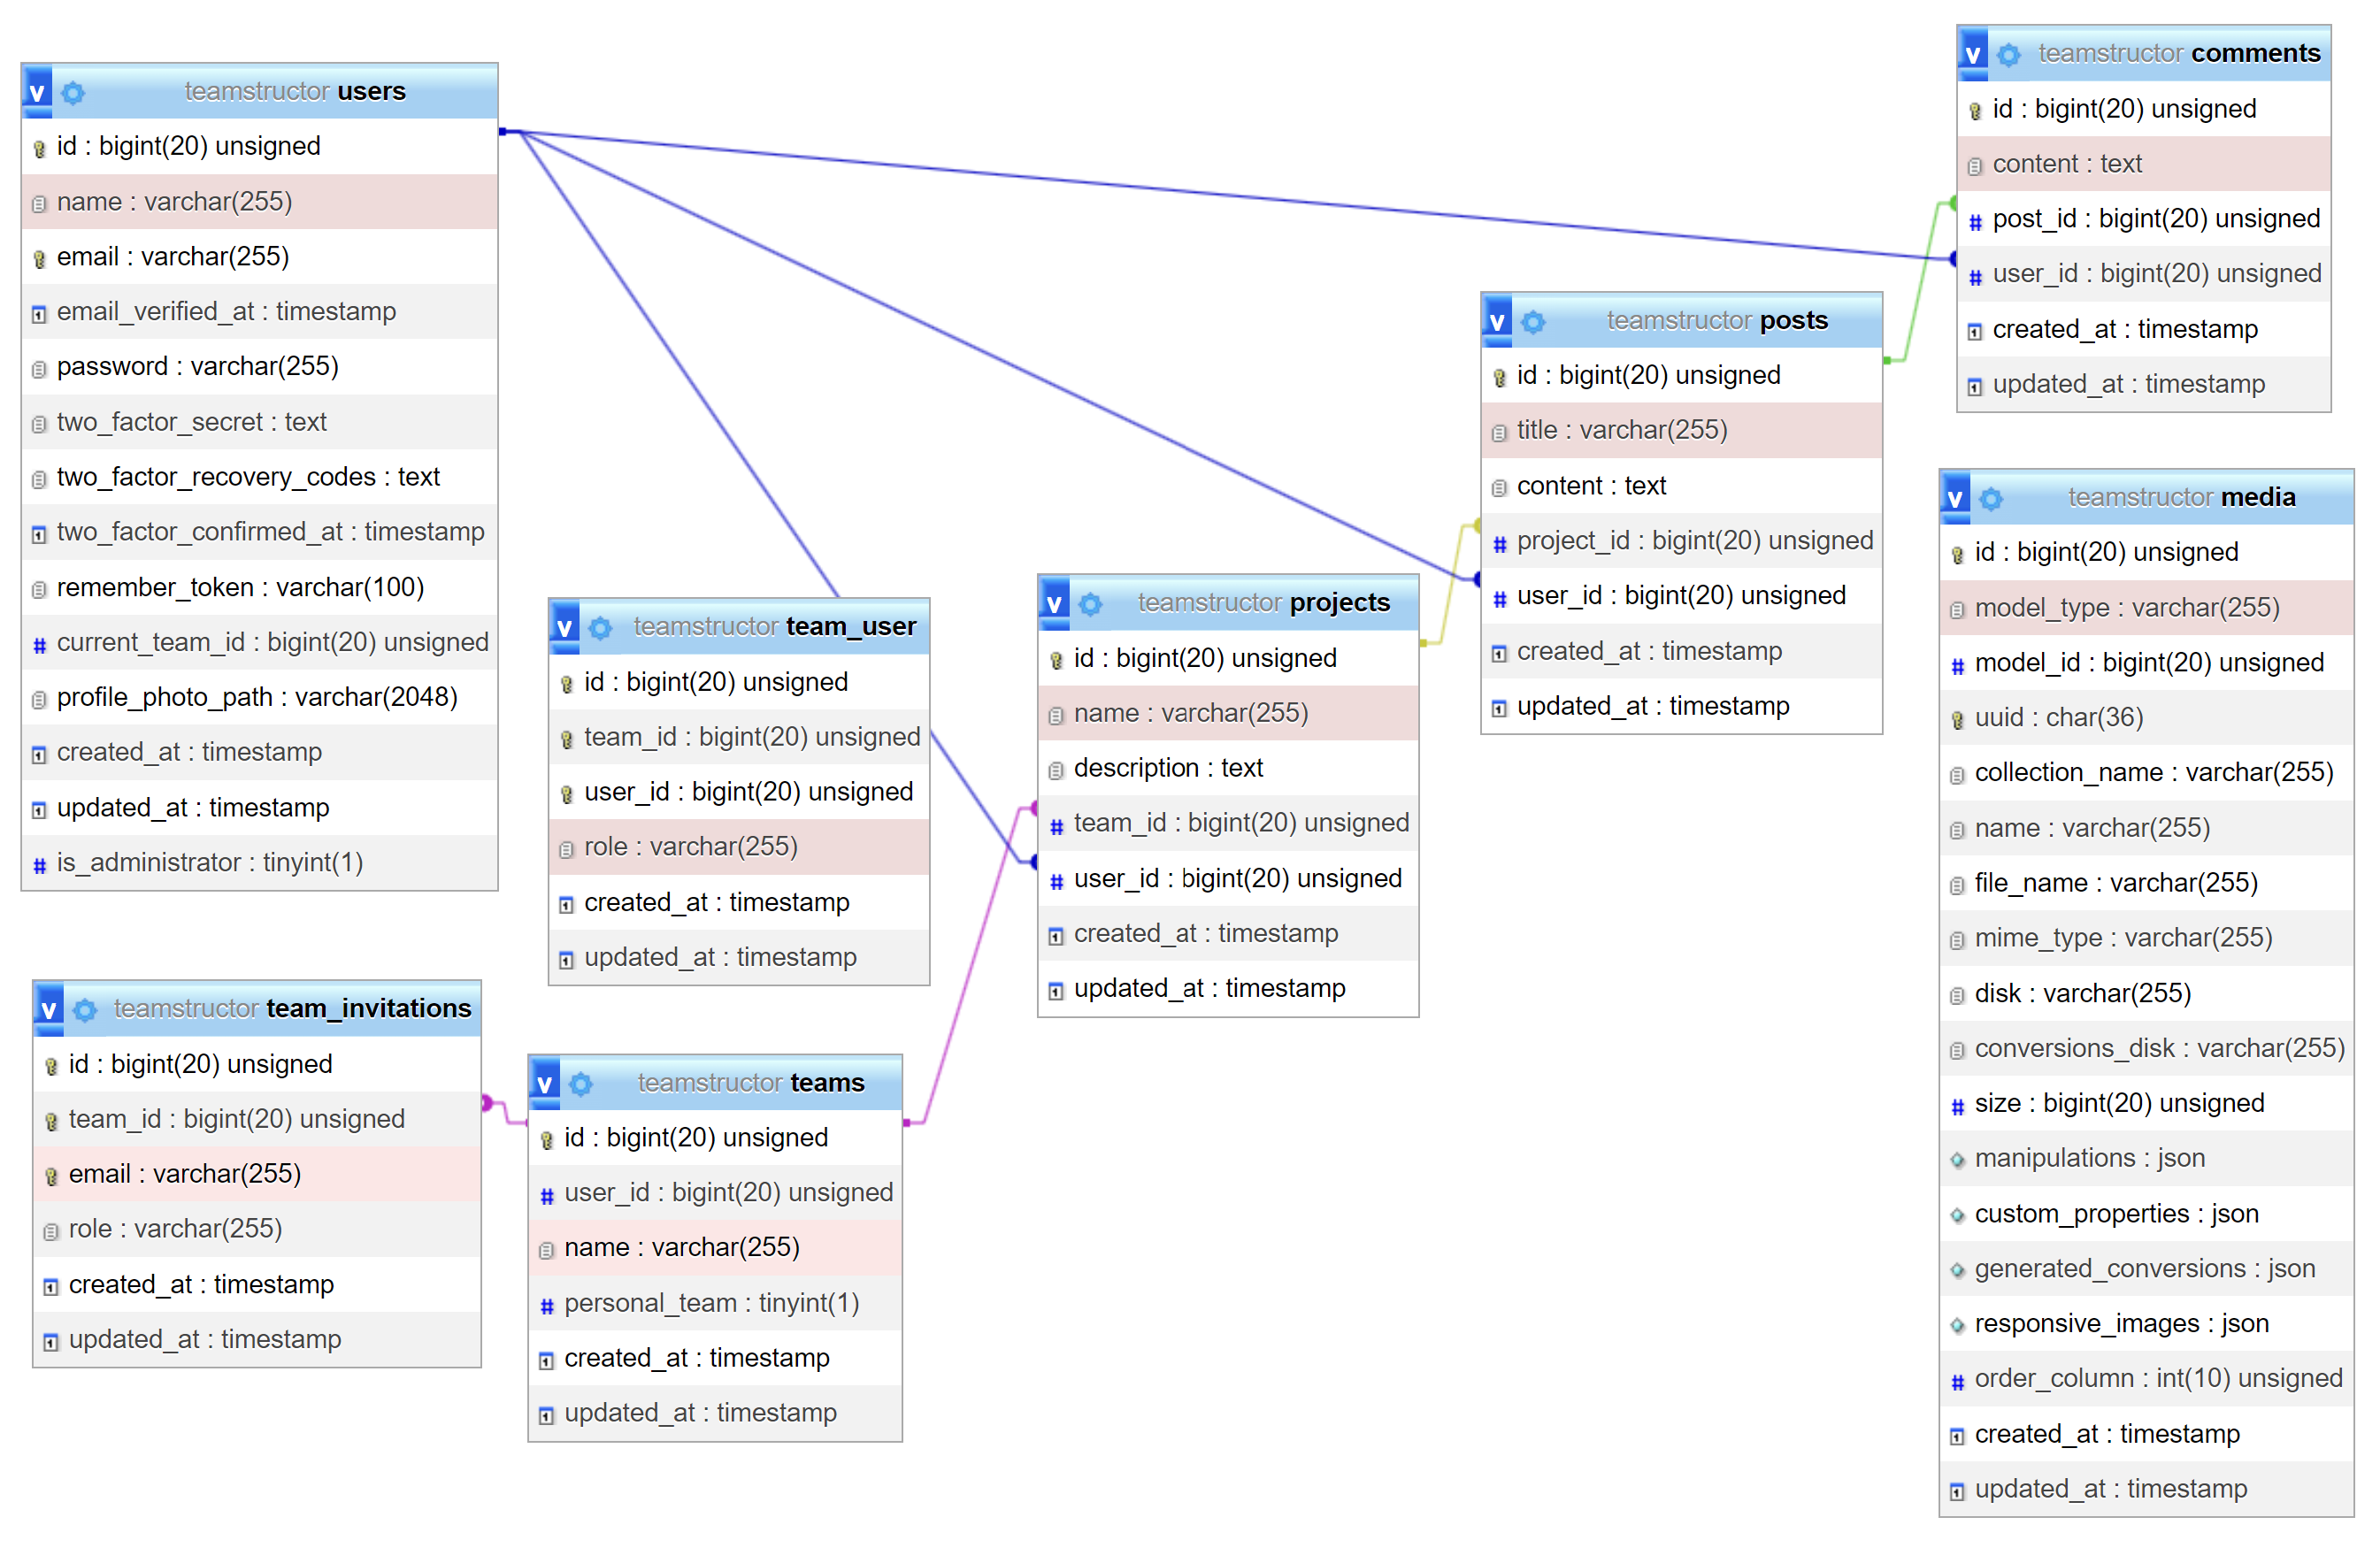 v teamstructor users
id : bigint(20) unsigned
name : varchar(255)
email : varchar(255)
email_verified_at : timestamp
password : varchar(255)
two_factor_secret : text
two_factor_recovery_codes : text
two_factor_confirmed_at : timestamp
remember_token : varchar(100)
# current_team_id : bigint(20) unsigned
profile_photo_path : varchar(2048)
created_at : timestamp
updated_at : timestamp
# is_administrator : tinyint(1)
v teamstructor team_invitations
id : bigint(20) unsigned
team_id : bigint(20) unsigned
email : varchar(255)
role : varchar(255)
created_at : timestamp
updated_at : timestamp
v teamstructor team_user
id : bigint(20) unsigned
team_id : bigint(20) unsigned
user_id : bigint(20) unsigned
role : varchar(255)
created_at : timestamp
updated_at : timestamp
v teamstructor teams
id : bigint(20) unsigned
# user_id : bigint(20) unsigned
name : varchar(255)
# personal_team : tinyint(1)
created_at : timestamp
updated_at : timestamp
v teamstructor projects
id : bigint(20) unsigned
name : varchar(255)
description : text
# team_id : bigint(20) unsigned
# user_id : bigint(20) unsigned
created_at : timestamp
updated_at : timestamp
v teamstructor posts
id : bigint(20) unsigned
title : varchar(255)
content : text
# project_id : bigint(20) unsigned
# user_id : bigint(20) unsigned
created_at : timestamp
updated_at : timestamp
v teamstructor comments
id : bigint(20) unsigned
content : text
# post_id : bigint(20) unsigned
# user_id : bigint(20) unsigned
created_at : timestamp
updated_at : timestamp
v teamstructor media
id : bigint(20) unsigned
model_type : varchar(255)
# model_id : bigint(20) unsigned
uuid : char(36)
collection_name : varchar(255)
name : varchar(255)
file_name : varchar(255)
mime_type : varchar(255)
disk : varchar(255)
conversions_disk : varchar(255)
# size : bigint(20) unsigned
manipulations : json
custom_properties : json
generated_conversions : json
responsive_images : json
# order_column : int(10) unsigned
created_at : timestamp
updated_at : timestamp